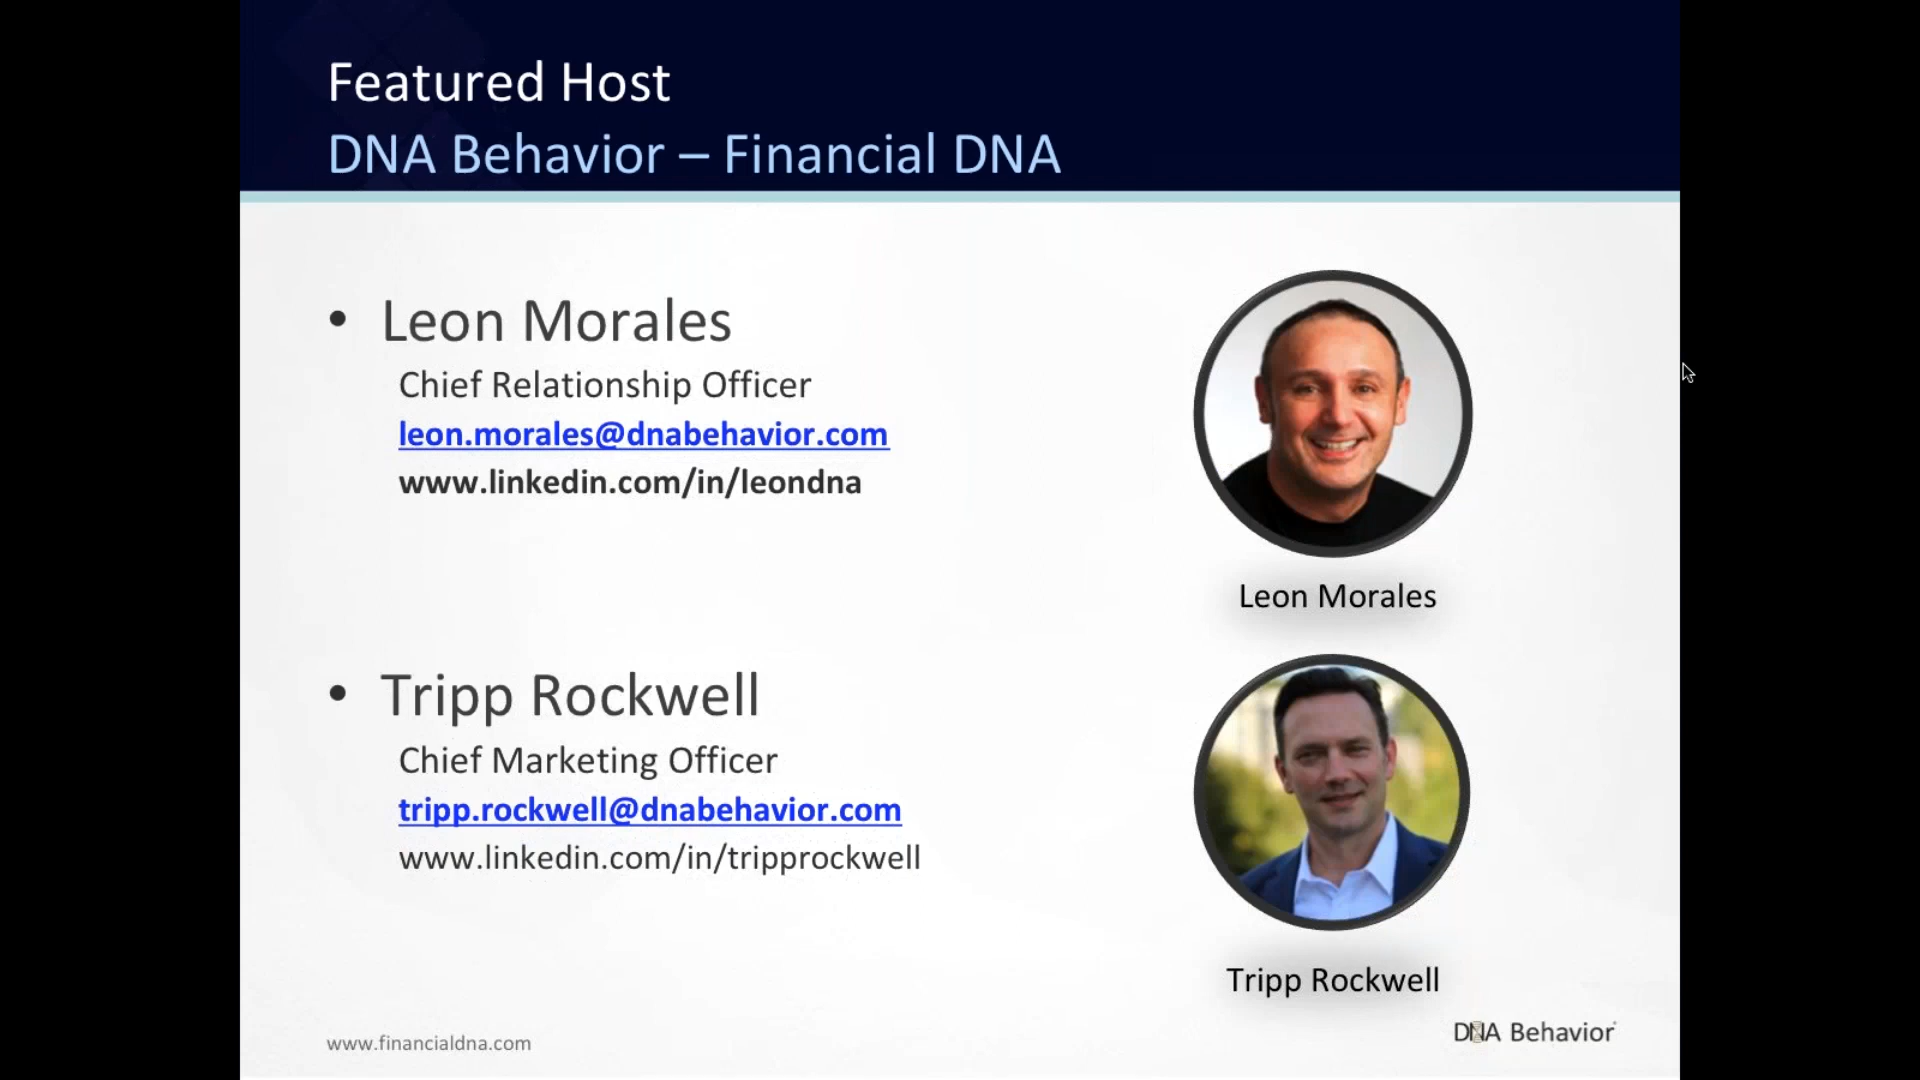 Featured Host
DNA Behavior – Financial DNA
• Leon Morales
Chief Relationship Officer
leon.morales@dnabehavior.com
www.linkedin.com/in/leondna
Leon Morales
• Tripp Rockwell
Chief Marketing Officer
tripp.rockwell@dnabehavior.com
www.linkedin.com/in/tripprockwell
Tripp Rockwell
www.financialdna.com
DNA Behavior